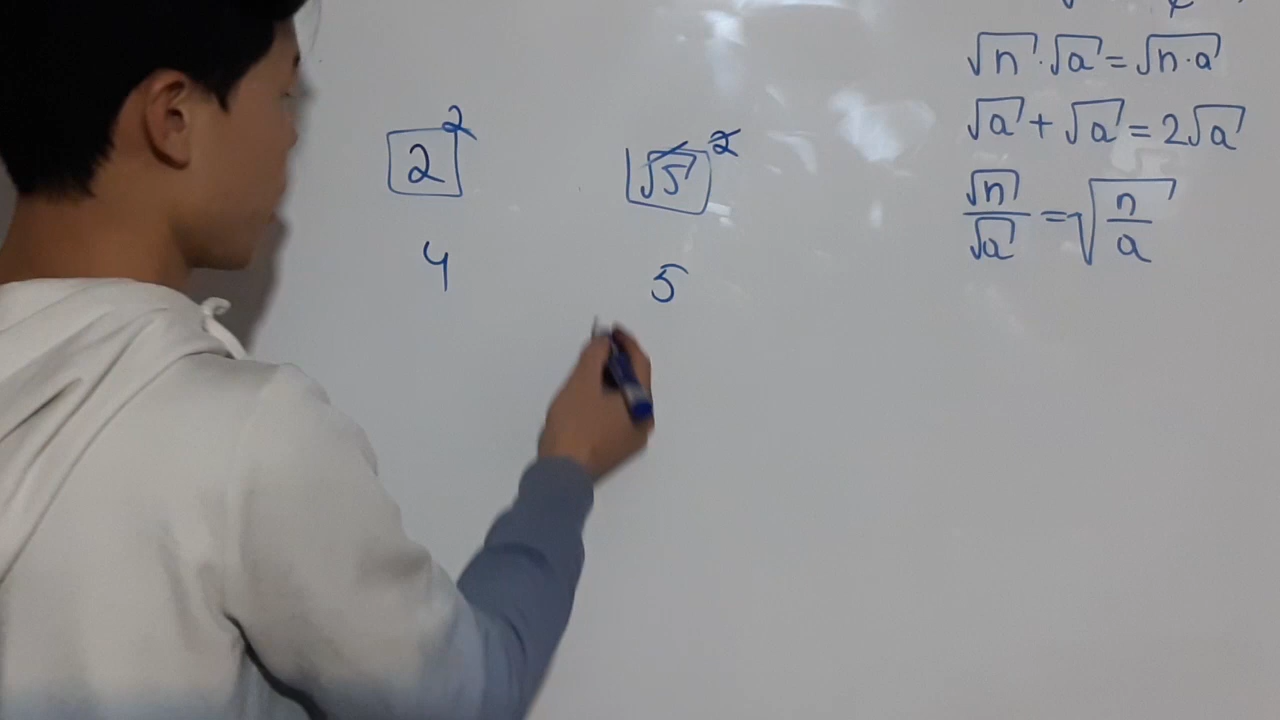 2²
√5²
4
5
√n · √a = √n·a
√a + √a = 2√a
√n/√a = √n/a